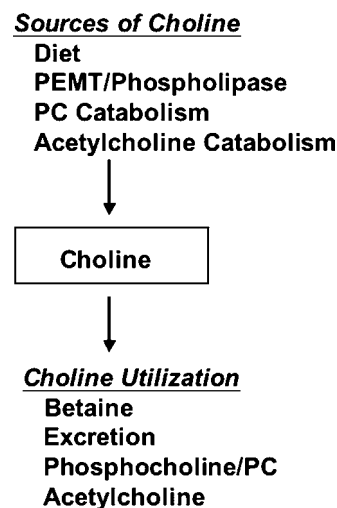 Sources of Choline
Diet
PEMT/Phospholipase
PC Catabolism
Acetylcholine Catabolism
Choline
Choline Utilization
Betaine
Excretion
Phosphocholine/PC
Acetylcholine